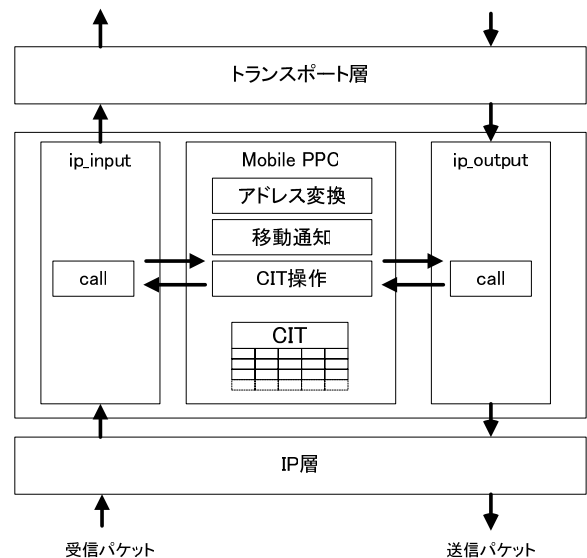 トランスポート層
ip_input
Mobile PPC
ip_output
アドレス変換
移動通知
call
CIT操作
call
CIT
IP層
受信パケット
送信パケット